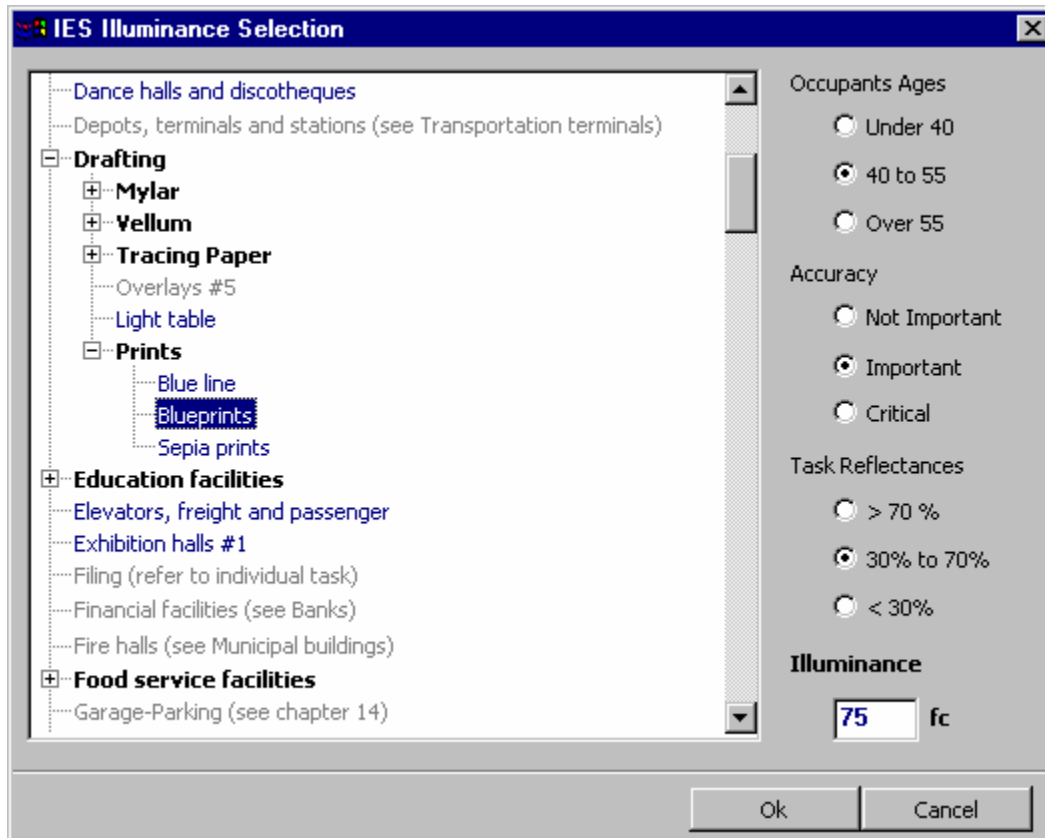 IES Illuminance Selection
Dance halls and discotheques
Depots, terminals and stations (see Transportation terminals)
Drafting
Mylar
Vellum
Tracing Paper
Overlays #5
Light table
Prints
Blue line
Blueprints
Sepia prints
Education facilities
Elevators, freight and passenger
Exhibition halls #1
Filing (refer to individual task)
Financial facilities (see Banks)
Fire halls (see Municipal buildings)
Food service facilities
Garage-Parking (see chapter 14)
Occupants Ages
Under 40
40 to 55
Over 55
Accuracy
Not Important
Important
Critical
Task Reflectances
> 70 %
30% to 70%
< 30%
Illuminance
75 fc
Ok Cancel